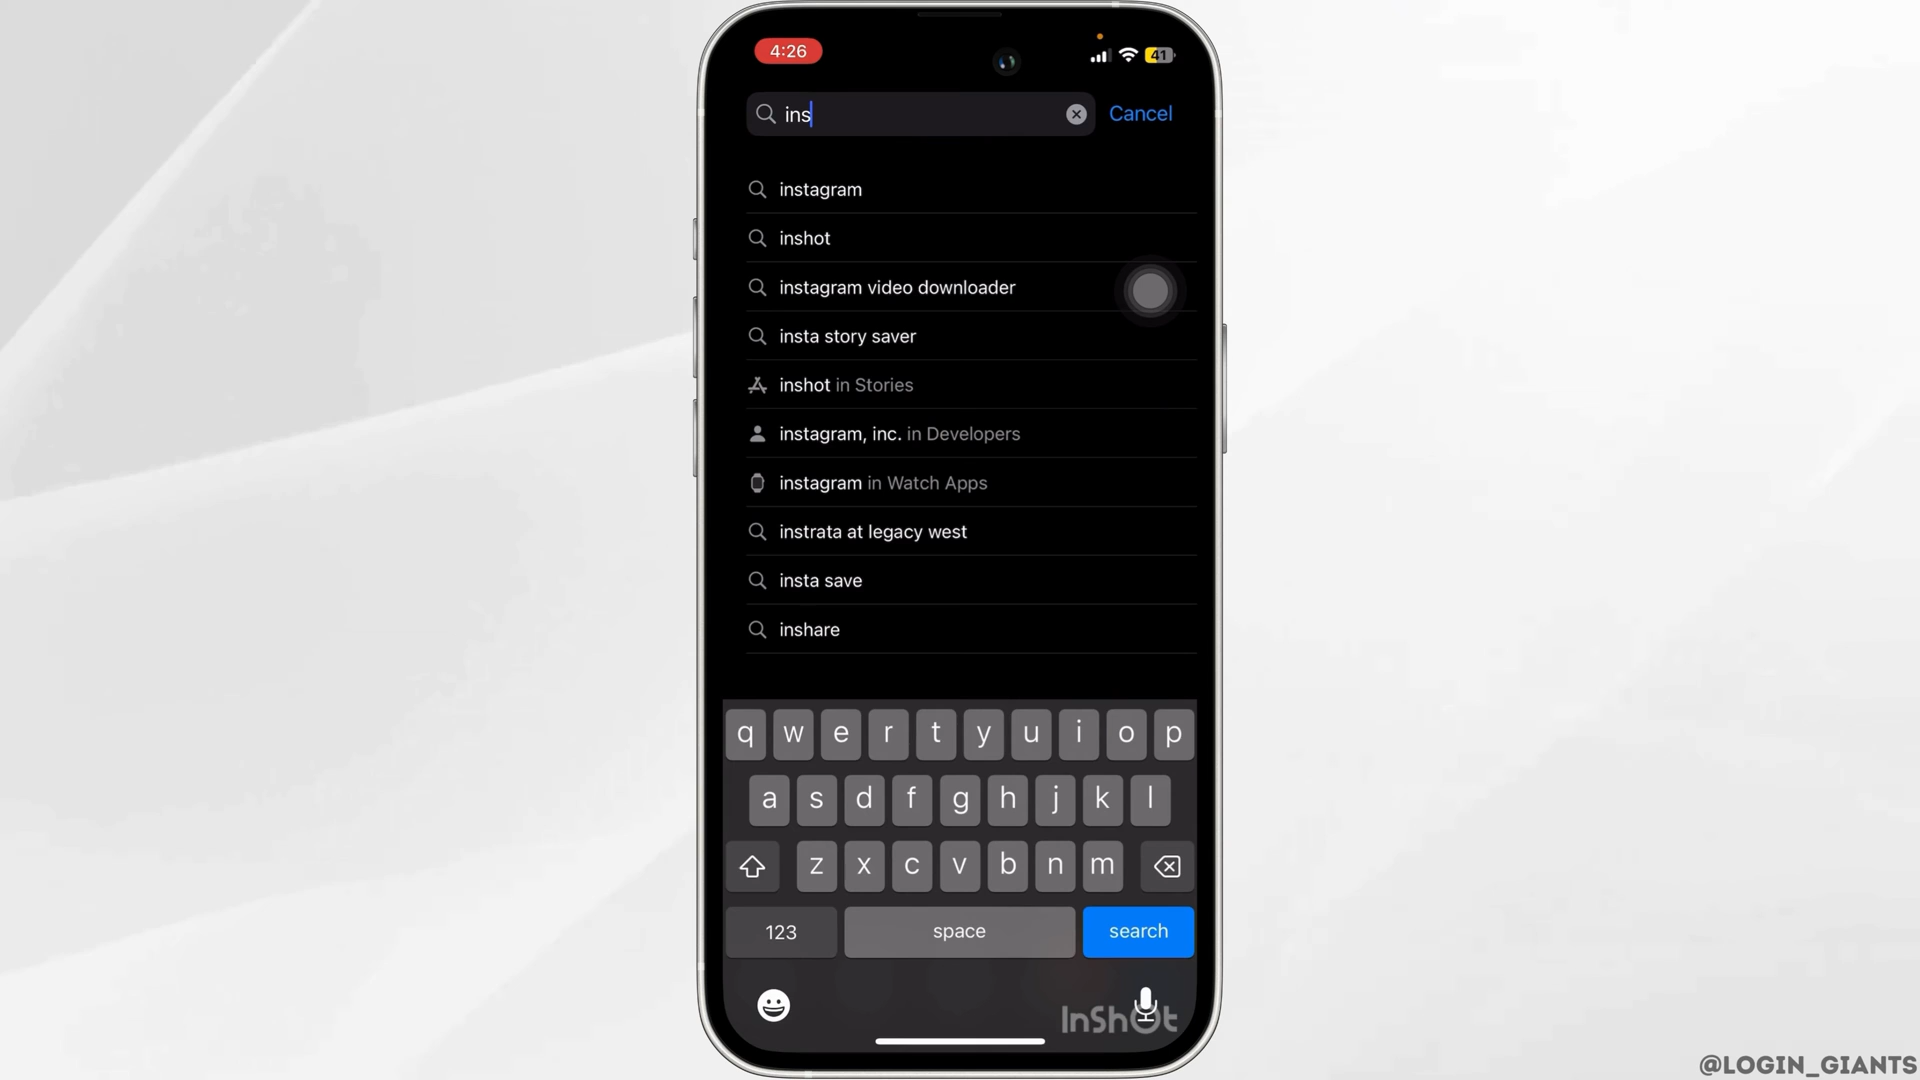 4:26
41
ins
Cancel
instagram
inshot
instagram video downloader
insta story saver
inshot in Stories
instagram, inc. in Developers
instagram in Watch Apps
instrata at legacy west
insta save
inshare
q w e r t y u i o p
a s d f g h j k l
z x c v b n m
123 space search
InShOt
@LOGIN_GIANTS